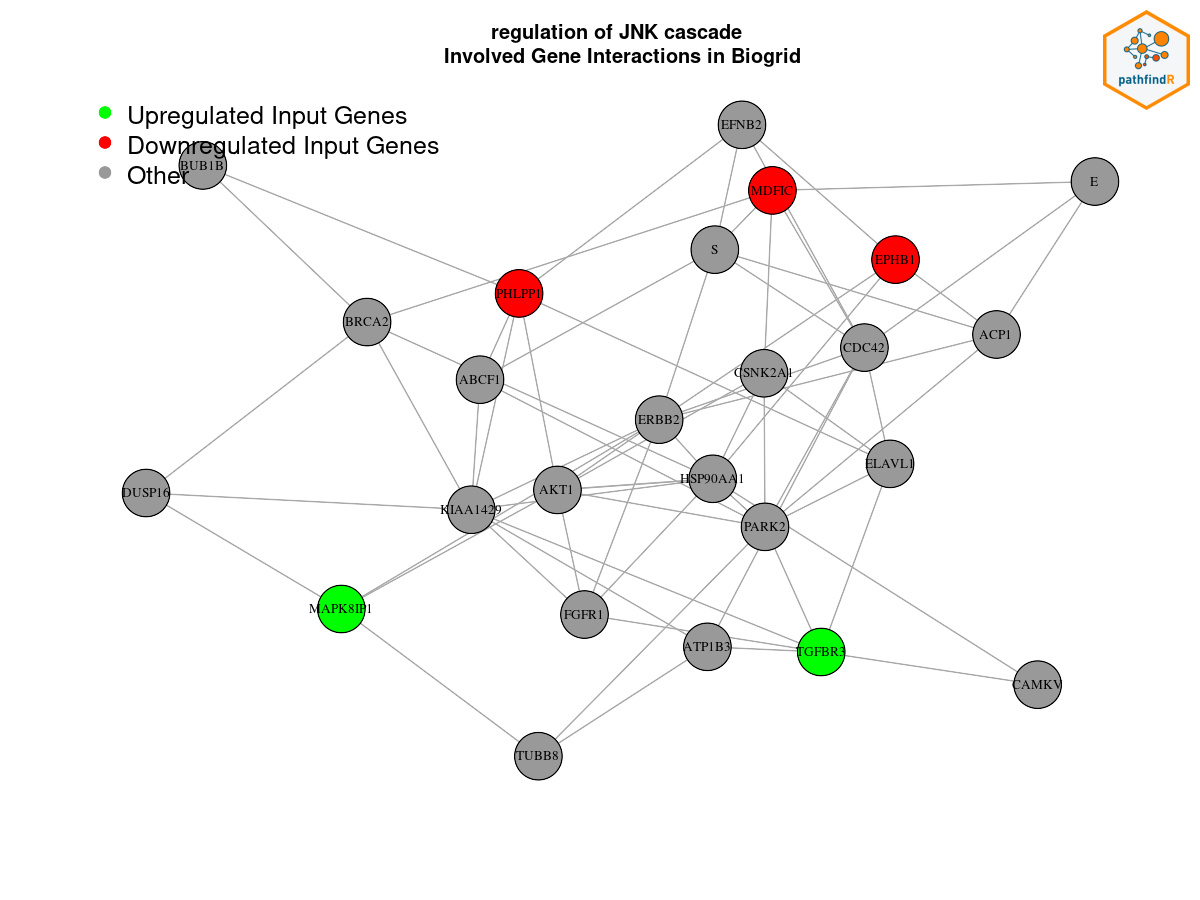 regulation of JNK cascade
Involved Gene Interactions in Biogrid
pathfindR
Upregulated Input Genes
Downregulated Input Genes
Other
EFNB2
BUB1B
E
MDFIC
S
EPHB1
PHLPP1
BRCA2
ACP1
CDC42
CSNK2A1
ABCF1
ERBB2
ELAVL1
HSP90AA1
AKT1
DUSP16
KIAA1429
PARK2
MAPK8IP1
FGFR1
ATP1B3
TGFBR3
CAMKV
TUBB8